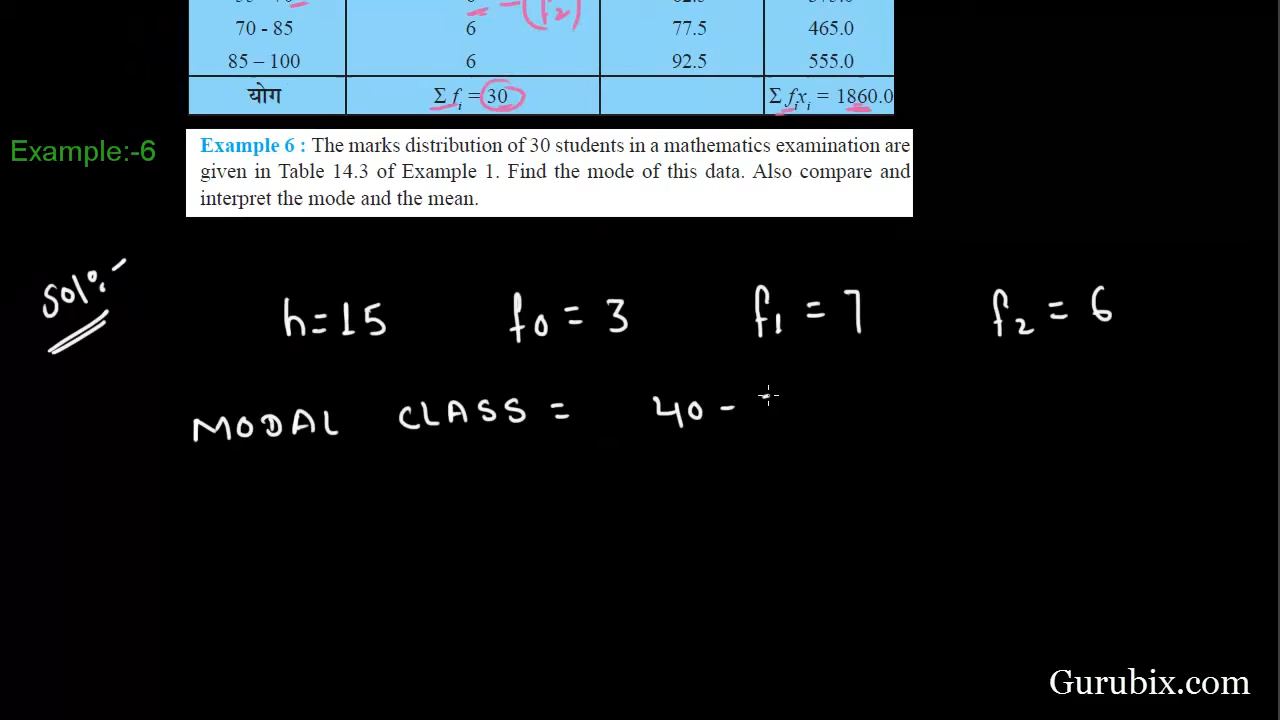 70 - 85 6 77.5 465.0
85 – 100 6 92.5 555.0
योग Σ fᵢ = 30 Σ fᵢxᵢ = 1860.0
Example:-6
Example 6 : The marks distribution of 30 students in a mathematics examination are
given in Table 14.3 of Example 1. Find the mode of this data. Also compare and
interpret the mode and the mean.
Sol:-
h=15 f0 = 3 f1 = 7 f2 = 6
MODAL CLASS = 40 -
Gurubix.com